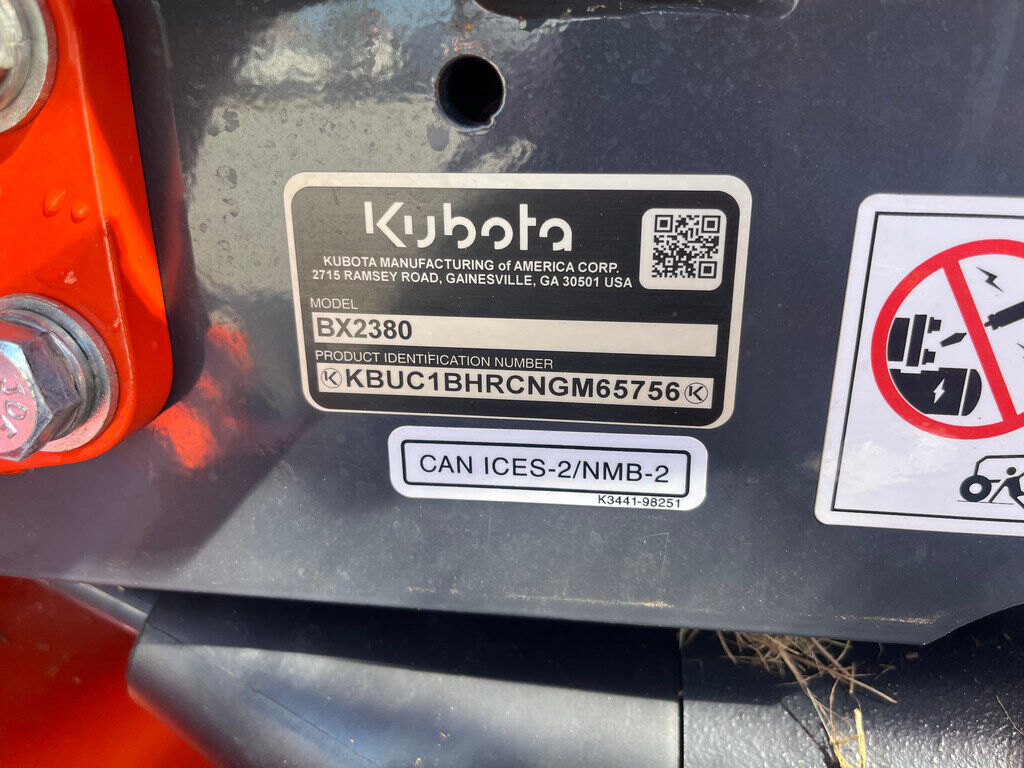 Kubota
KUBOTA MANUFACTURING of AMERICA CORP.
2715 RAMSEY ROAD, GAINESVILLE, GA 30501 USA
MODEL
BX2380
PRODUCT IDENTIFICATION NUMBER
KBUC1BHRCNGM65756
CAN ICES-2/NMB-2
K3441-98251